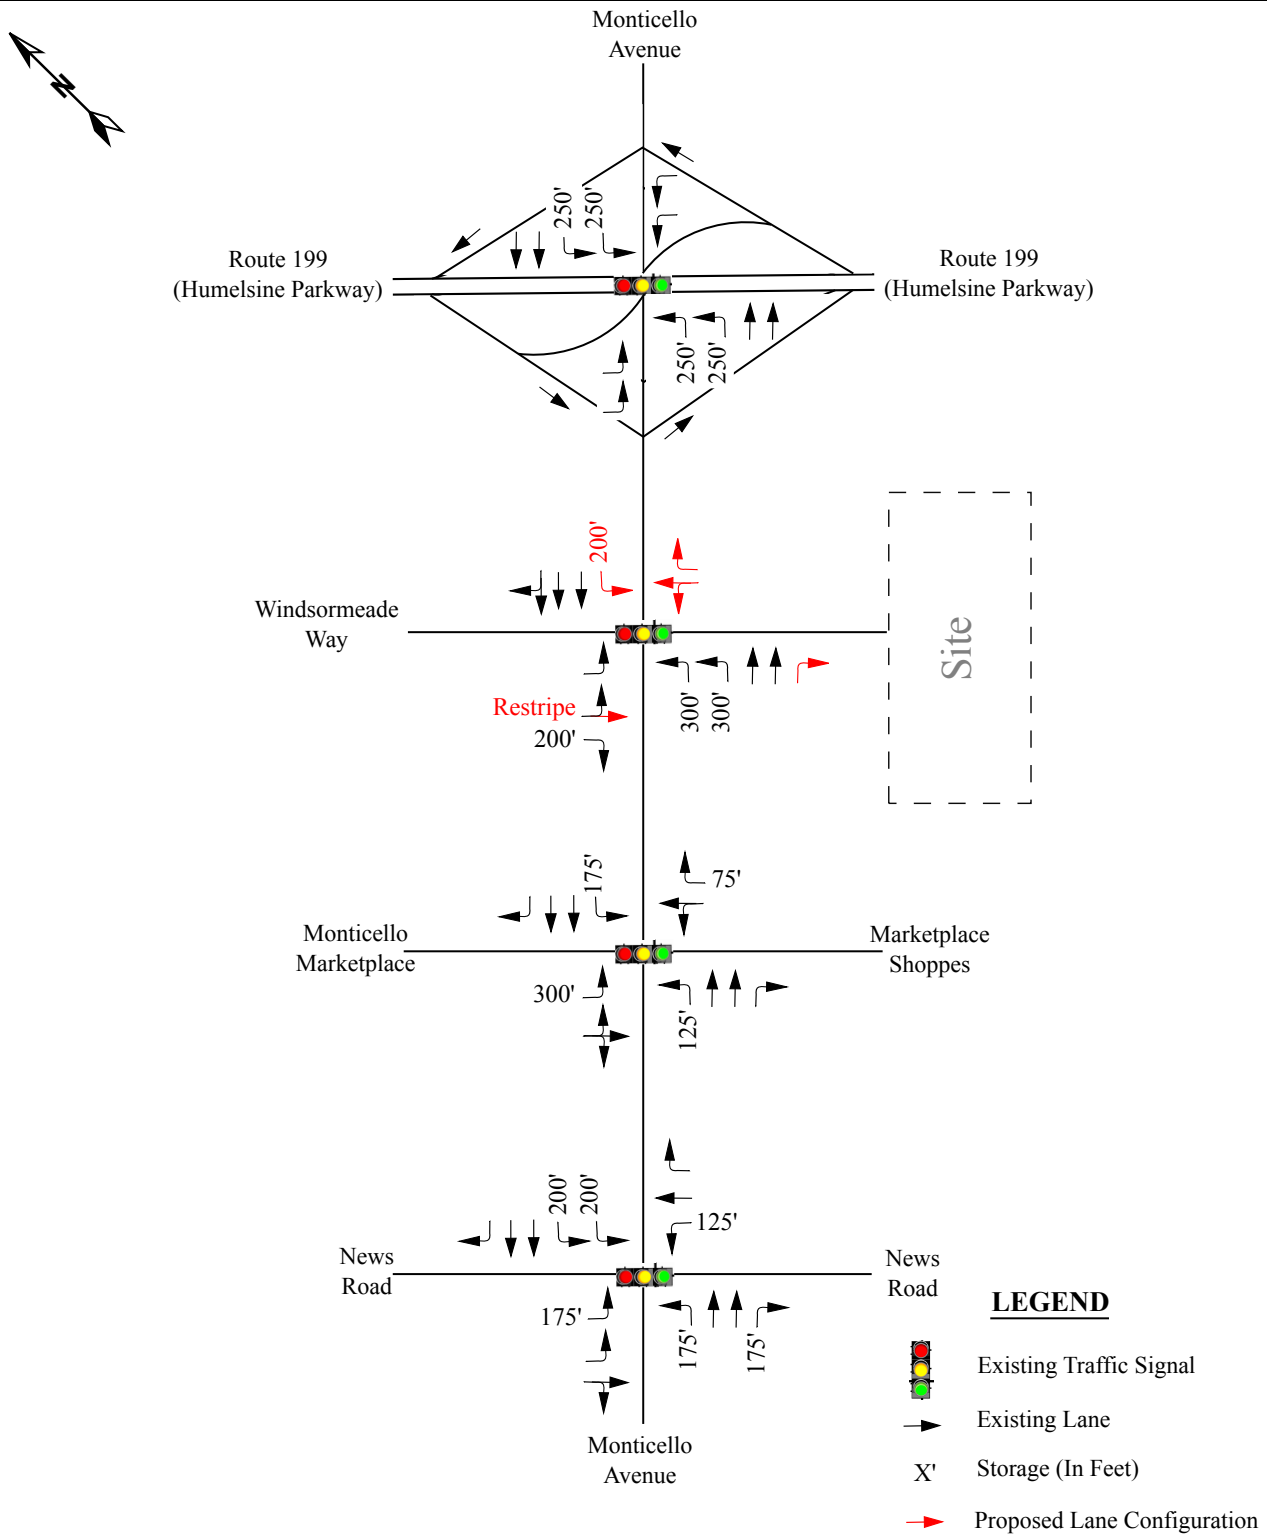 Monticello
Avenue
N
250'
250'
Route 199
(Humelsine Parkway)
Route 199
(Humelsine Parkway)
250'
250'
200'
Windsormeade
Way
Site
Restripe
200'
300'
300'
175'
75'
Monticello
Marketplace
Marketplace
Shoppes
300'
125'
200'
200'
125'
News
Road
News
Road
175'
175'
175'
Monticello
Avenue
LEGEND
Existing Traffic Signal
Existing Lane
X' Storage (In Feet)
Proposed Lane Configuration